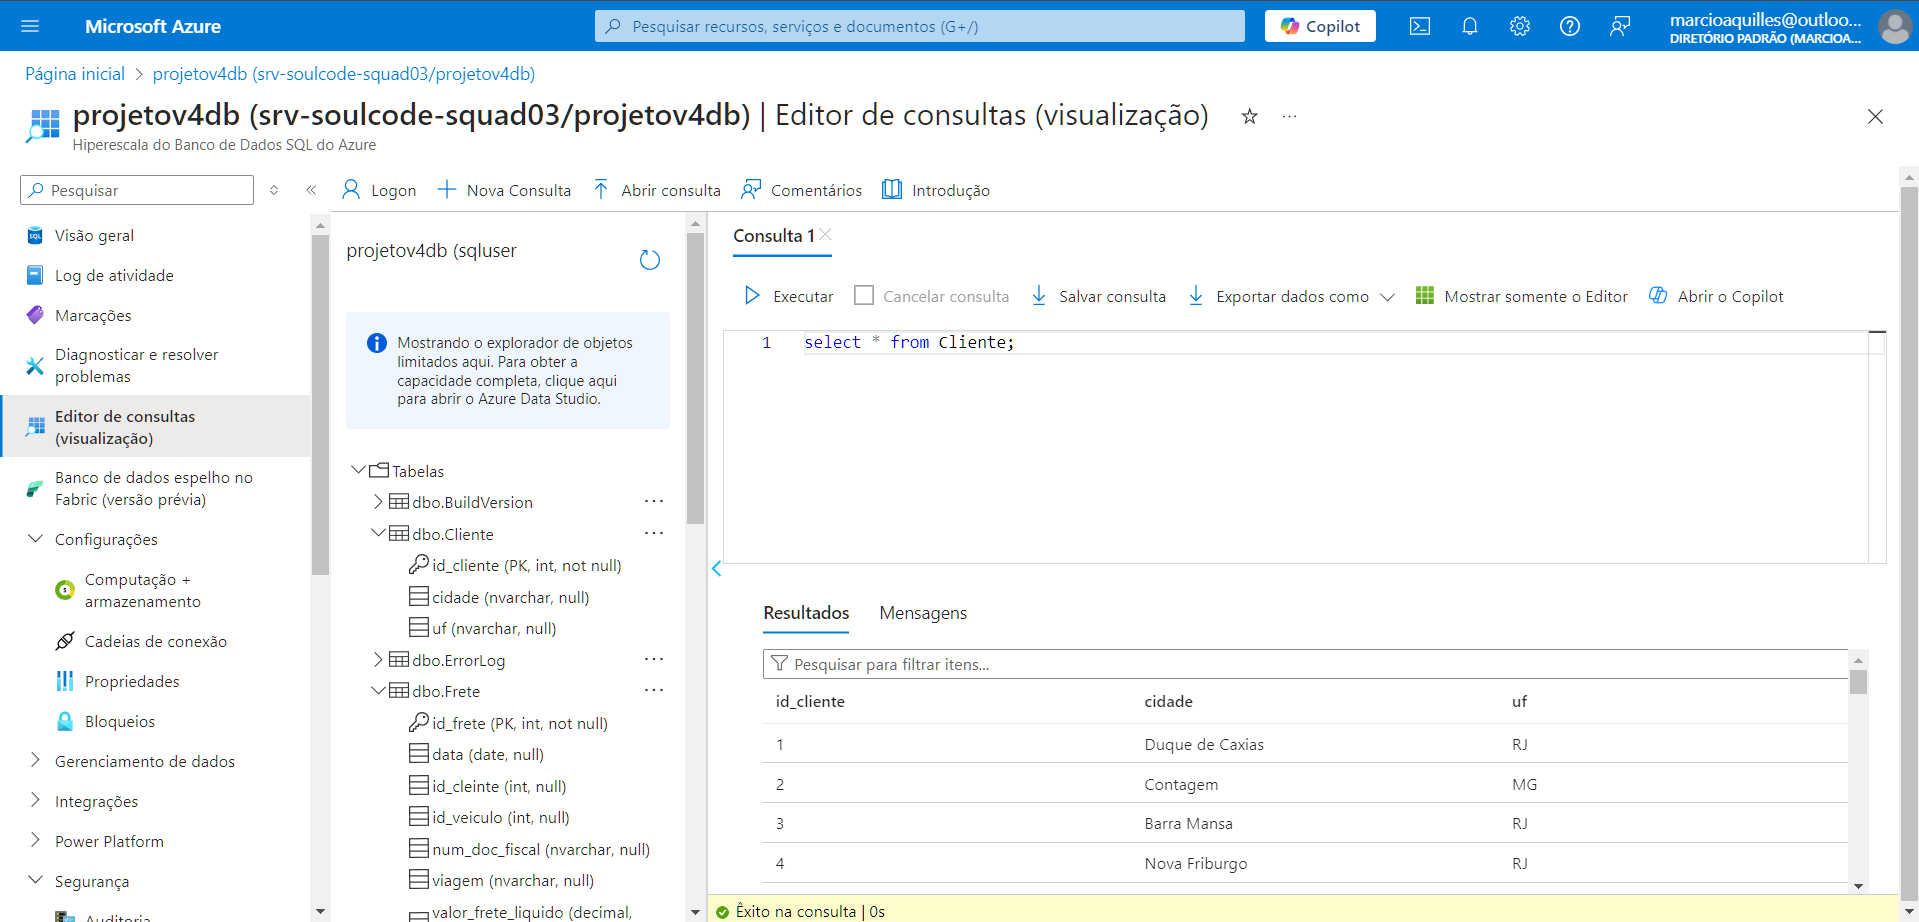 Microsoft Azure
Pesquisar recursos, serviços e documentos (G+/)
Copilot
marcioaquilles@outloo...
DIRETÓRIO PADRÃO (MARCIOA...
Página inicial > projetov4db (srv-soulcode-squad03/projetov4db)
projetov4db (srv-soulcode-squad03/projetov4db) | Editor de consultas (visualização)
Hiperescala do Banco de Dados SQL do Azure
Pesquisar
Visão geral
Log de atividade
Marcações
Diagnosticar e resolver
problemas
Editor de consultas
(visualização)
Banco de dados espelho no
Fabric (versão prévia)
Configurações
Computação +
armazenamento
Cadeias de conexão
Propriedades
Bloqueios
Gerenciamento de dados
Integrações
Power Platform
Segurança
Auditoria
Logon
Nova Consulta
Abrir consulta
Comentários
Introdução
projetov4db (sqluser
Mostrando o explorador de objetos
limitados aqui. Para obter a
capacidade completa, clique aqui
para abrir o Azure Data Studio.
Tabelas
dbo.BuildVersion
dbo.Cliente
id_cliente (PK, int, not null)
cidade (nvarchar, null)
uf (nvarchar, null)
dbo.ErrorLog
dbo.Frete
id_frete (PK, int, not null)
data (date, null)
id_cleinte (int, null)
id_veiculo (int, null)
num_doc_fiscal (nvarchar, null)
viagem (nvarchar, null)
valor_frete_liquido (decimal,
Consulta 1
Executar
Cancelar consulta
Salvar consulta
Exportar dados como
Mostrar somente o Editor
Abrir o Copilot
1 select * from Cliente;
Resultados
Mensagens
Pesquisar para filtrar itens...
id_cliente cidade uf
1 Duque de Caxias RJ
2 Contagem MG
3 Barra Mansa RJ
4 Nova Friburgo RJ
Êxito na consulta | 0s